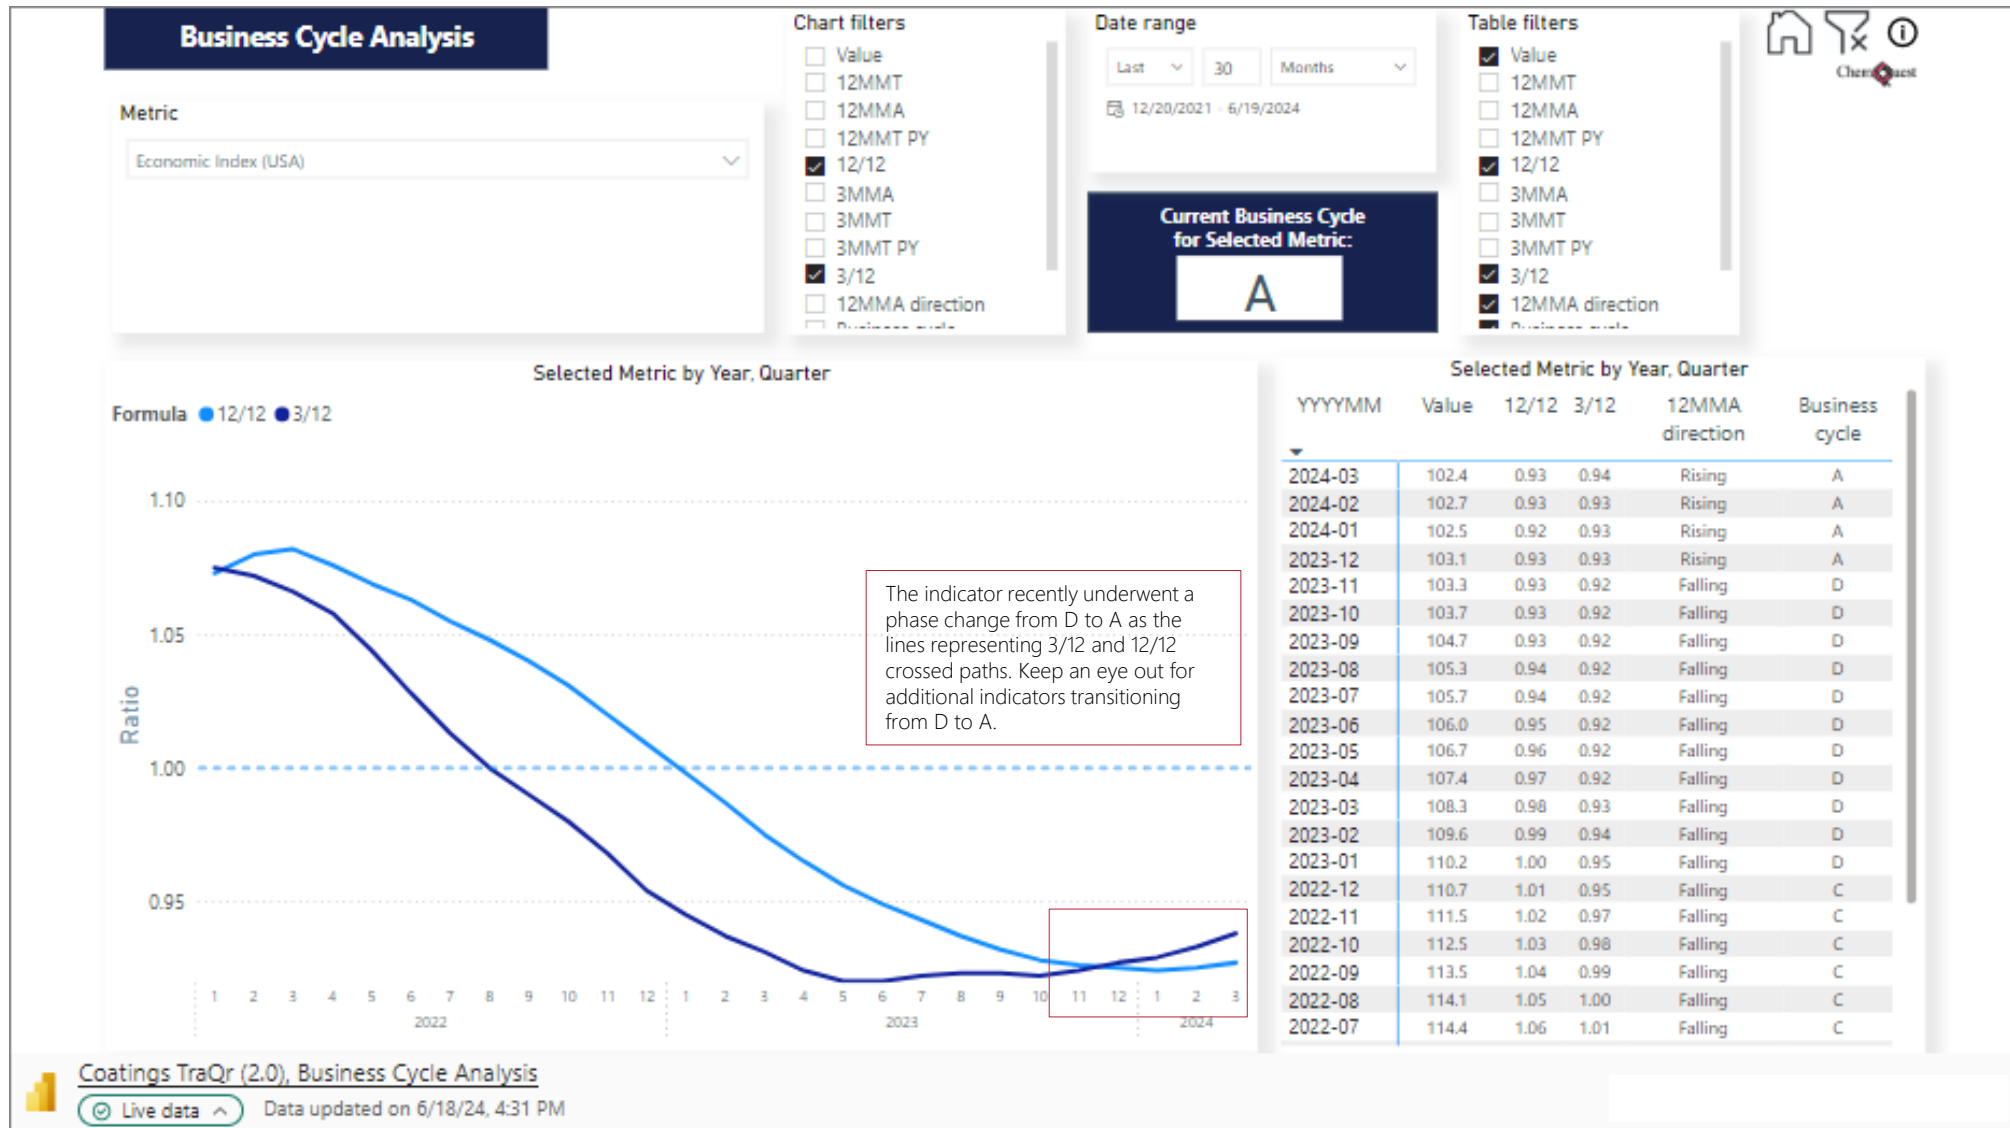 Business Cycle Analysis
Metric
Economic Index (USA)
Chart filters
Value
12MMT
12MMA
12MMT PY
12/12
3MMA
3MMT
3MMT PY
3/12
12MMA direction
Business cycle
Date range
Last 30 Months
12/20/2021 - 6/19/2024
Current Business Cycle
for Selected Metric:
A
Table filters
Value
12MMT
12MMA
12MMT PY
12/12
3MMA
3MMT
3MMT PY
3/12
12MMA direction
Business cycle
ChemQuest
Selected Metric by Year, Quarter
Formula 12/12 3/12
Ratio
1.10
1.05
1.00
0.95
The indicator recently underwent a
phase change from D to A as the
lines representing 3/12 and 12/12
crossed paths. Keep an eye out for
additional indicators transitioning
from D to A.
1 2 3 4 5 6 7 8 9 10 11 12 1 2 3 4 5 6 7 8 9 10 11 12 1 2 3
2022 2023 2024
Selected Metric by Year, Quarter
YYYYMM Value 12/12 3/12 12MMA Business
direction cycle
2024-03 102.4 0.93 0.94 Rising A
2024-02 102.7 0.93 0.93 Rising A
2024-01 102.5 0.92 0.93 Rising A
2023-12 103.1 0.93 0.93 Rising A
2023-11 103.3 0.93 0.92 Falling D
2023-10 103.7 0.93 0.92 Falling D
2023-09 104.7 0.93 0.92 Falling D
2023-08 105.3 0.94 0.92 Falling D
2023-07 105.7 0.94 0.92 Falling D
2023-06 106.0 0.95 0.92 Falling D
2023-05 106.7 0.96 0.92 Falling D
2023-04 107.4 0.97 0.92 Falling D
2023-03 108.3 0.98 0.93 Falling D
2023-02 109.6 0.99 0.94 Falling D
2023-01 110.2 1.00 0.95 Falling D
2022-12 110.7 1.01 0.95 Falling C
2022-11 111.5 1.02 0.97 Falling C
2022-10 112.5 1.03 0.98 Falling C
2022-09 113.5 1.04 0.99 Falling C
2022-08 114.1 1.05 1.00 Falling C
2022-07 114.4 1.06 1.01 Falling C
Coatings TraQr (2.0), Business Cycle Analysis
Live data Data updated on 6/18/24, 4:31 PM